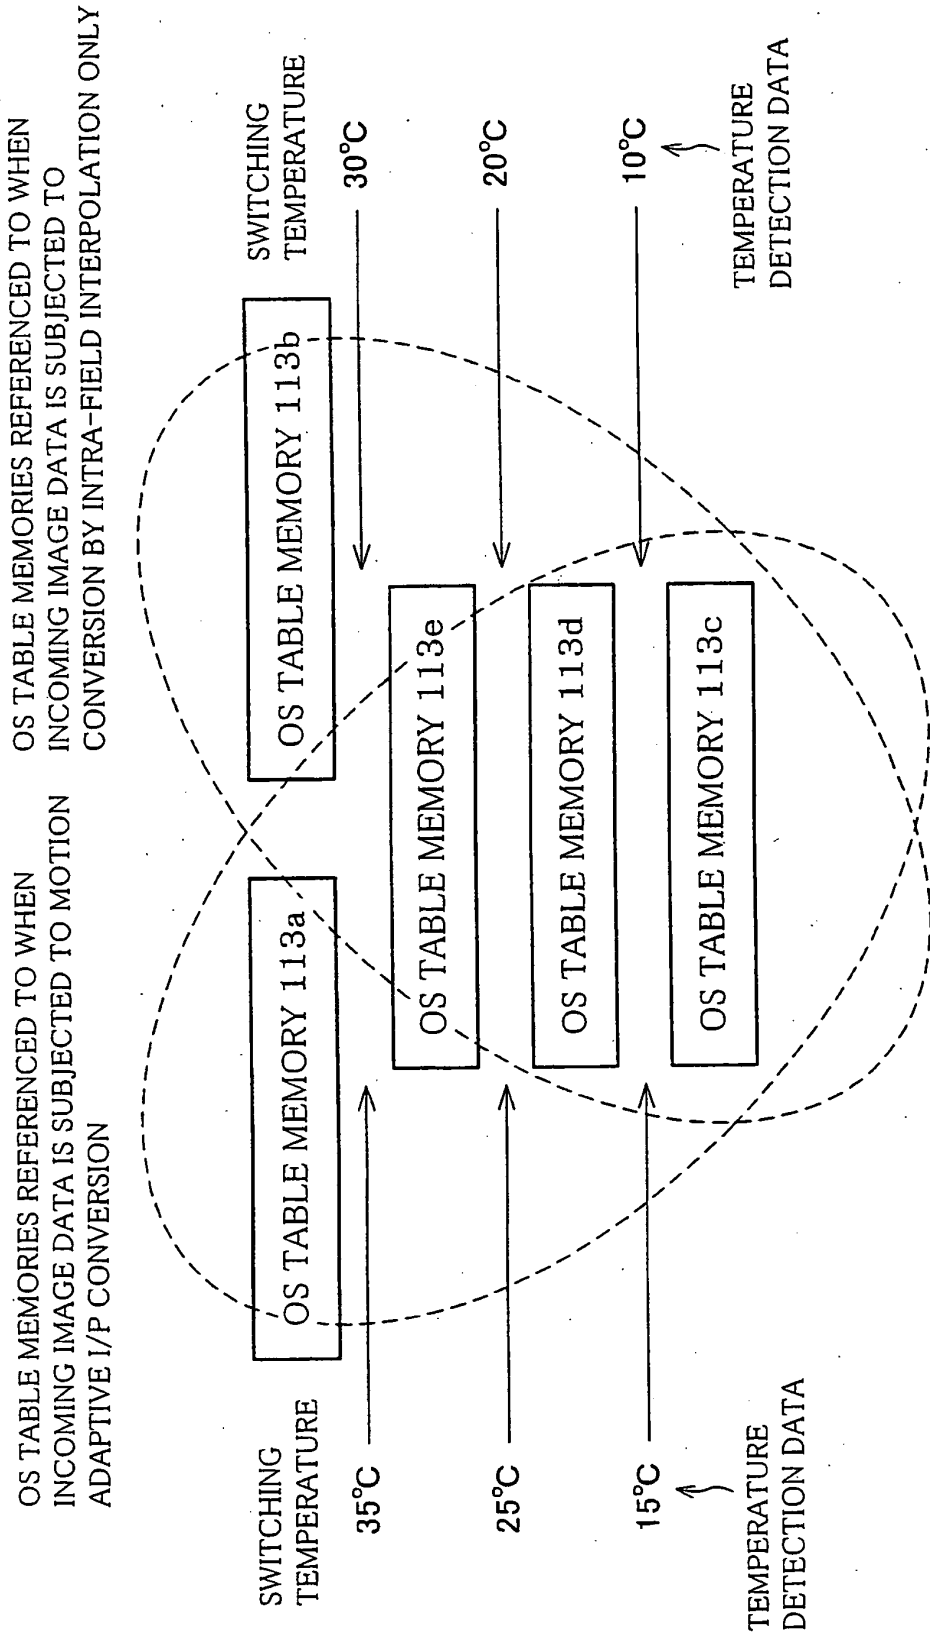 OS TABLE MEMORIES REFERENCED TO WHEN
INCOMING IMAGE DATA IS SUBJECTED TO MOTION
ADAPTIVE I/P CONVERSION
OS TABLE MEMORIES REFERENCED TO WHEN
INCOMING IMAGE DATA IS SUBJECTED TO
CONVERSION BY INTRA-FIELD INTERPOLATION ONLY
SWITCHING
TEMPERATURE
OS TABLE MEMORY 113a
OS TABLE MEMORY 113b
SWITCHING
TEMPERATURE
35°C
30°C
OS TABLE MEMORY 113e
25°C
20°C
OS TABLE MEMORY 113d
15°C
10°C
OS TABLE MEMORY 113c
TEMPERATURE
DETECTION DATA
TEMPERATURE
DETECTION DATA